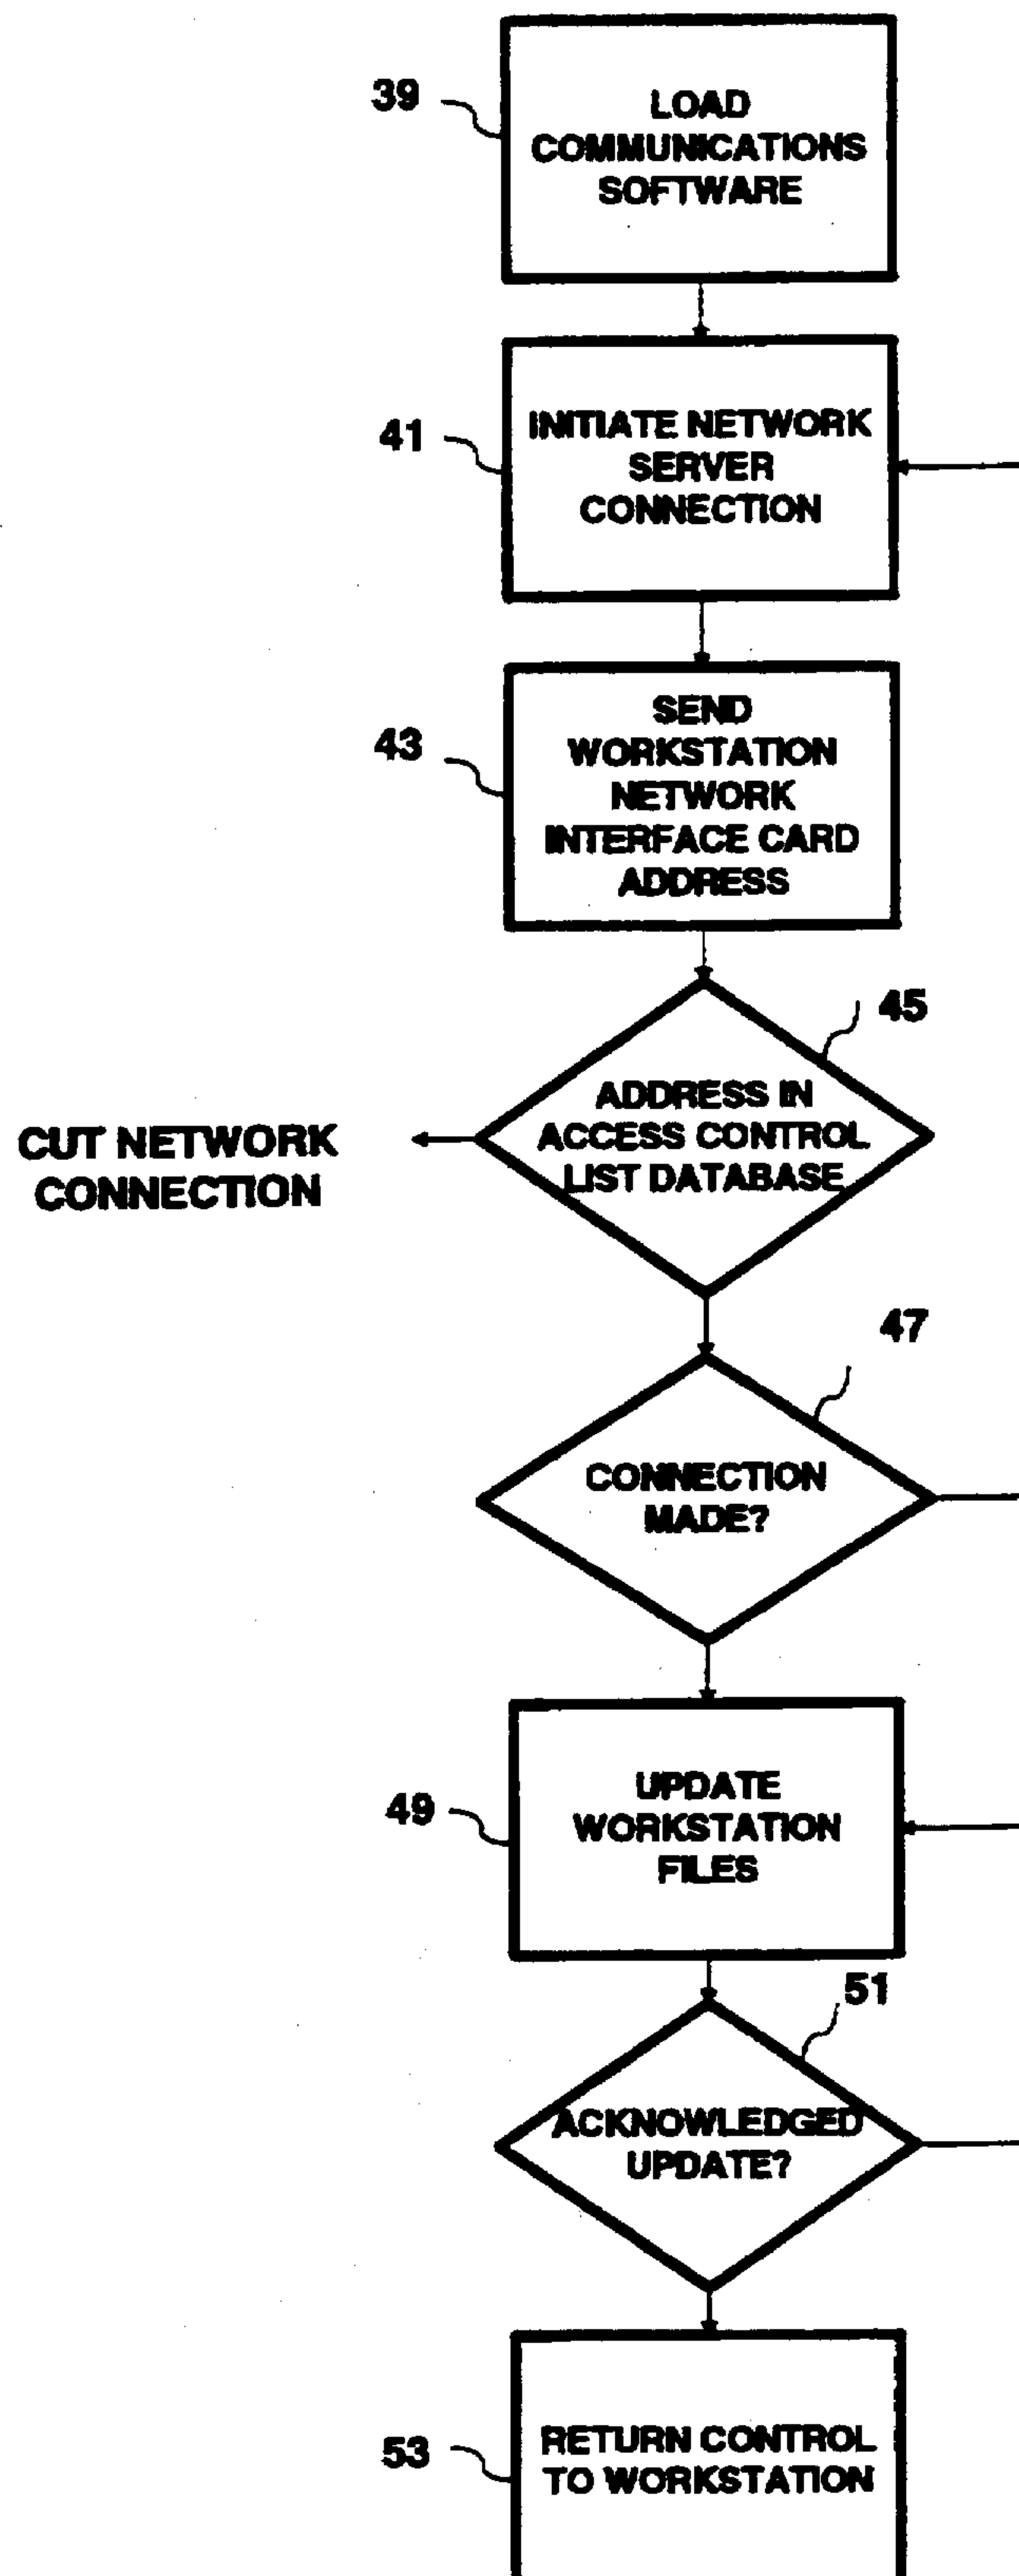 39
LOAD
COMMUNICATIONS
SOFTWARE
41
INITIATE NETWORK
SERVER
CONNECTION
43
SEND
WORKSTATION
NETWORK
INTERFACE CARD
ADDRESS
45
ADDRESS IN
ACCESS CONTROL
LIST DATABASE
CUT NETWORK
CONNECTION
47
CONNECTION
MADE?
49
UPDATE
WORKSTATION
FILES
51
ACKNOWLEDGED
UPDATE?
53
RETURN CONTROL
TO WORKSTATION